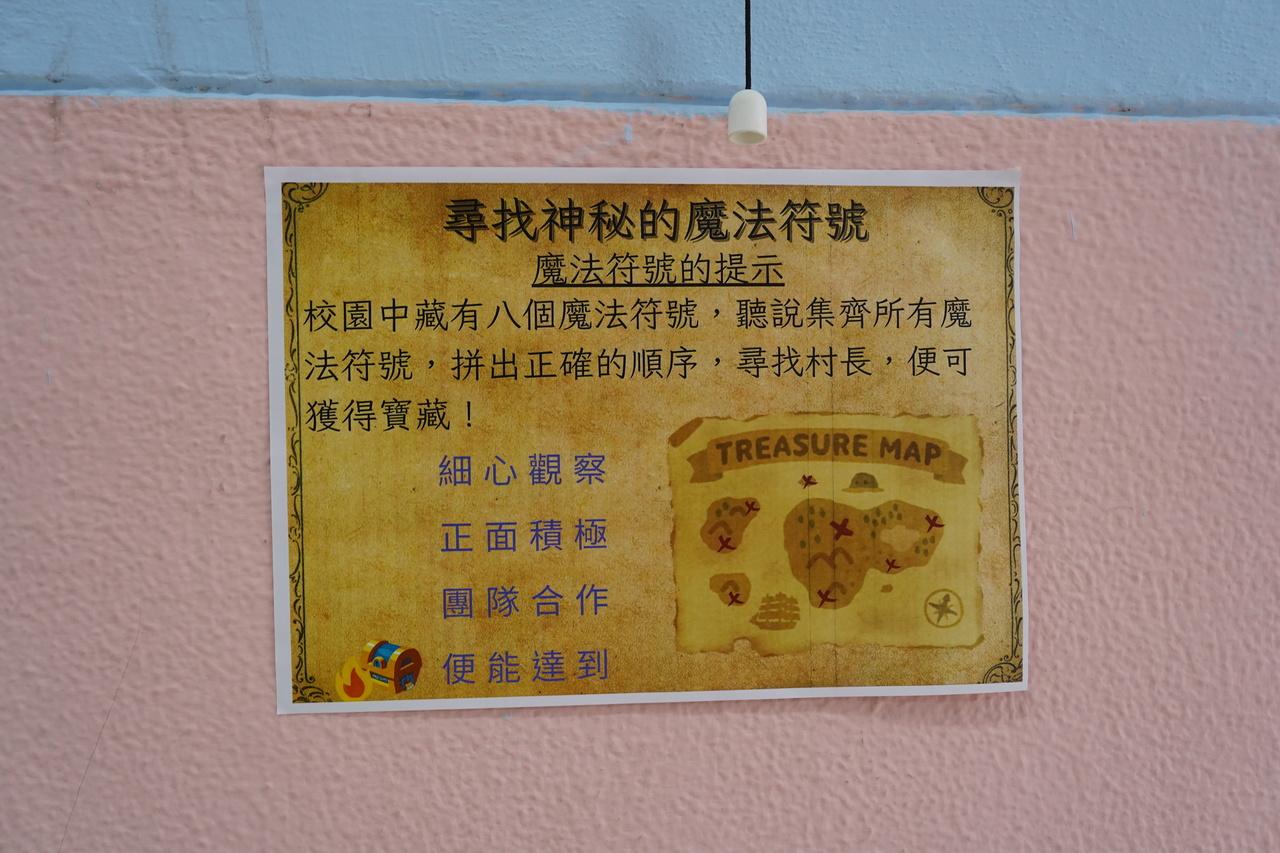 尋找神秘的魔法符號
魔法符號的提示
校園中藏有八個魔法符號，聽說集齊所有魔
法符號，拼出正確的順序，尋找村長，便可
獲得寶藏！
細心觀察
正面積極
團隊合作
便能達到
TREASURE MAP